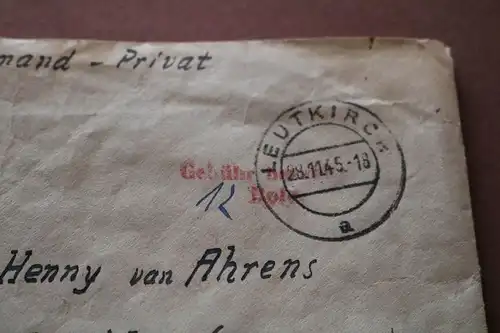 mand - Privat
LEUTKIRCH
28.11.45.-18
a
Gebühr
12
Henny van Ahrens